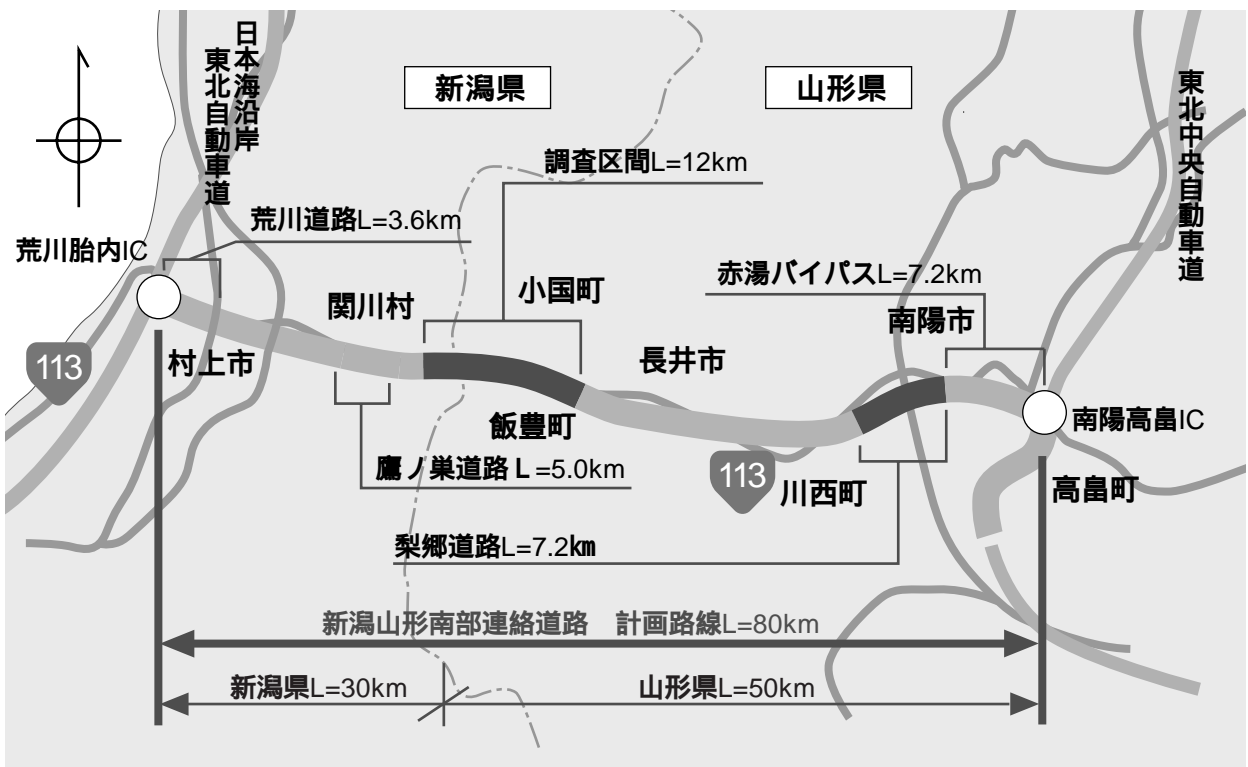 日本海沿岸
東北自動車道
新潟県
山形県
東北中央自動車道
調査区間L=12km
荒川道路L=3.6km
荒川胎内IC
赤湯バイパスL=7.2km
小国町
関川村
南陽市
113
村上市
長井市
飯豊町
南陽高畠IC
鷹ノ巣道路L=5.0km
113
川西町
高畠町
梨郷道路L=7.2km
新潟山形南部連絡道路　計画路線L=80km
新潟県L=30km
山形県L=50km